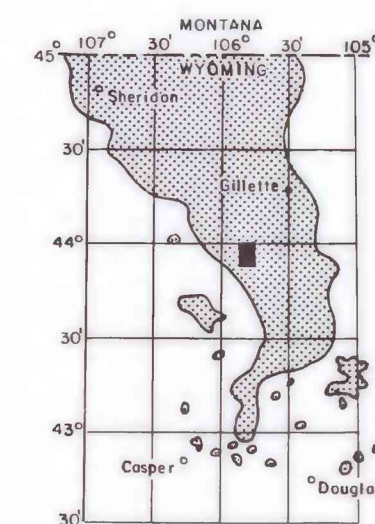 MONTANA
45° 107° 30' 106° 30' 105°
WYOMING
Sheridan
30'
Gillette
44°
30'
43°
Casper
Dougla
30'